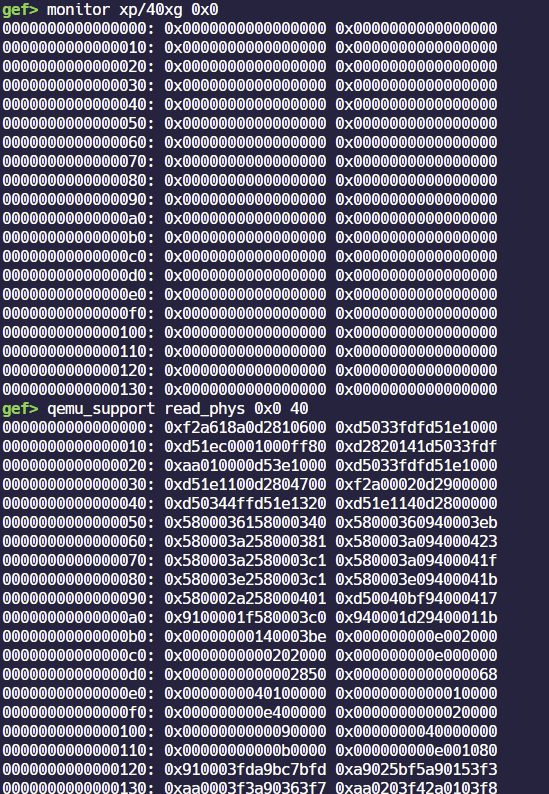 gef> monitor xp/40xg 0x0
0000000000000000: 0x0000000000000000 0x0000000000000000
0000000000000010: 0x0000000000000000 0x0000000000000000
0000000000000020: 0x0000000000000000 0x0000000000000000
0000000000000030: 0x0000000000000000 0x0000000000000000
0000000000000040: 0x0000000000000000 0x0000000000000000
0000000000000050: 0x0000000000000000 0x0000000000000000
0000000000000060: 0x0000000000000000 0x0000000000000000
0000000000000070: 0x0000000000000000 0x0000000000000000
0000000000000080: 0x0000000000000000 0x0000000000000000
0000000000000090: 0x0000000000000000 0x0000000000000000
00000000000000a0: 0x0000000000000000 0x0000000000000000
00000000000000b0: 0x0000000000000000 0x0000000000000000
00000000000000c0: 0x0000000000000000 0x0000000000000000
00000000000000d0: 0x0000000000000000 0x0000000000000000
00000000000000e0: 0x0000000000000000 0x0000000000000000
00000000000000f0: 0x0000000000000000 0x0000000000000000
0000000000000100: 0x0000000000000000 0x0000000000000000
0000000000000110: 0x0000000000000000 0x0000000000000000
0000000000000120: 0x0000000000000000 0x0000000000000000
0000000000000130: 0x0000000000000000 0x0000000000000000
gef> qemu_support read_phys 0x0 40
0000000000000000: 0xf2a618a0d2810600 0xd5033fdfd51e1000
0000000000000010: 0xd51ec0001000ff80 0xd2820141d5033fdf
0000000000000020: 0xaa010000d53e1000 0xd5033fdfd51e1000
0000000000000030: 0xd51e1100d2804700 0xf2a00020d2900000
0000000000000040: 0xd50344ffd51e1320 0xd51e1140d2800000
0000000000000050: 0x5800036158000340 0x58000360940003eb
0000000000000060: 0x580003a258000381 0x580003a094000423
0000000000000070: 0x580003a2580003c1 0x580003a09400041f
0000000000000080: 0x580003e2580003c1 0x580003e09400041b
0000000000000090: 0x580002a258000401 0xd50040bf94000417
00000000000000a0: 0x9100001f580003c0 0x940001d29400011b
00000000000000b0: 0x00000000140003be 0x000000000e002000
00000000000000c0: 0x0000000000202000 0x000000000e000000
00000000000000d0: 0x0000000000002850 0x0000000000000068
00000000000000e0: 0x0000000040100000 0x0000000000010000
00000000000000f0: 0x000000000e400000 0x0000000000020000
0000000000000100: 0x0000000000090000 0x0000000040000000
0000000000000110: 0x00000000000b0000 0x000000000e001080
0000000000000120: 0x910003fda9bc7bfd 0xa9025bf5a90153f3
0000000000000130: 0xaa0003f3a90363f7 0xaa0203f42a0103f8